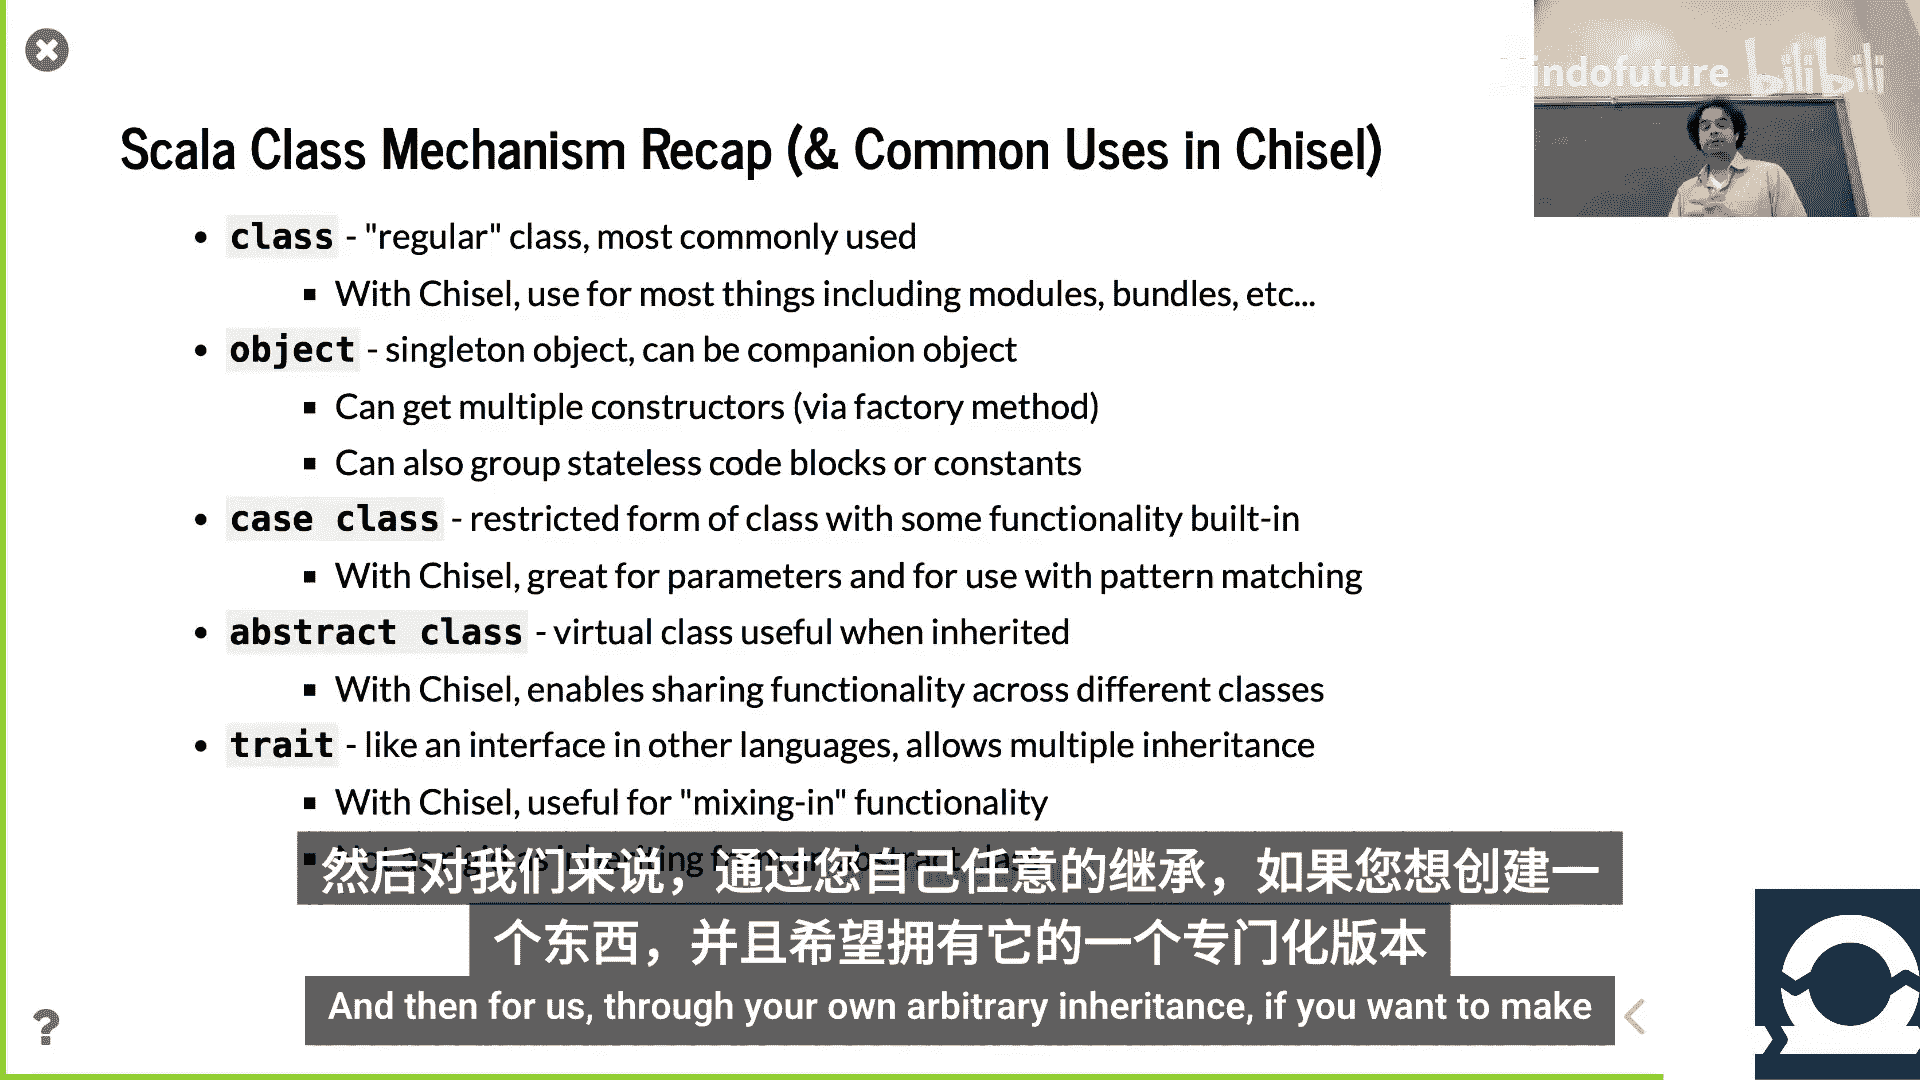 indofuture bilibili
Scala Class Mechanism Recap (& Common Uses in Chisel)
• class - "regular" class, most commonly used
▪ With Chisel, use for most things including modules, bundles, etc...
• object - singleton object, can be companion object
▪ Can get multiple constructors (via factory method)
▪ Can also group stateless code blocks or constants
• case class - restricted form of class with some functionality built-in
▪ With Chisel, great for parameters and for use with pattern matching
• abstract class - virtual class useful when inherited
▪ With Chisel, enables sharing functionality across different classes
• trait - like an interface in other languages, allows multiple inheritance
▪ With Chisel, useful for "mixing-in" functionality
然后对我们来说，通过您自己任意的继承，如果您想创建一
个东西，并且希望拥有它的一个专门化版本
And then for us, through your own arbitrary inheritance, if you want to make
?